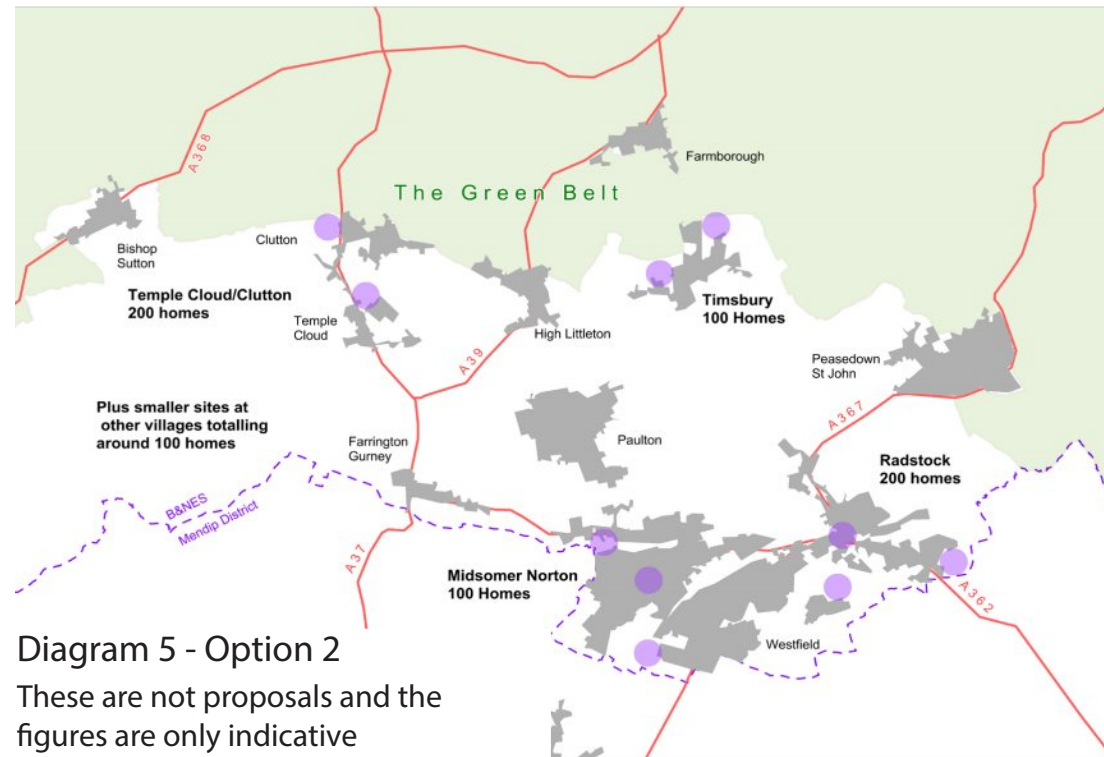 A368
Farmborough
The Green Belt
Bishop
Sutton
Clutton
Temple Cloud/Clutton
200 homes
Temple
Cloud
High Littleton
A39
Timsbury
100 Homes
Peasedown
St John
Plus smaller sites at
other villages totalling
around 100 homes
Farrington
Gurney
Paulton
A367
Radstock
200 homes
B&NES
Mendip District
A37
Midsomer Norton
100 Homes
Westfield
A362
Diagram 5 - Option 2
These are not proposals and the
figures are only indicative